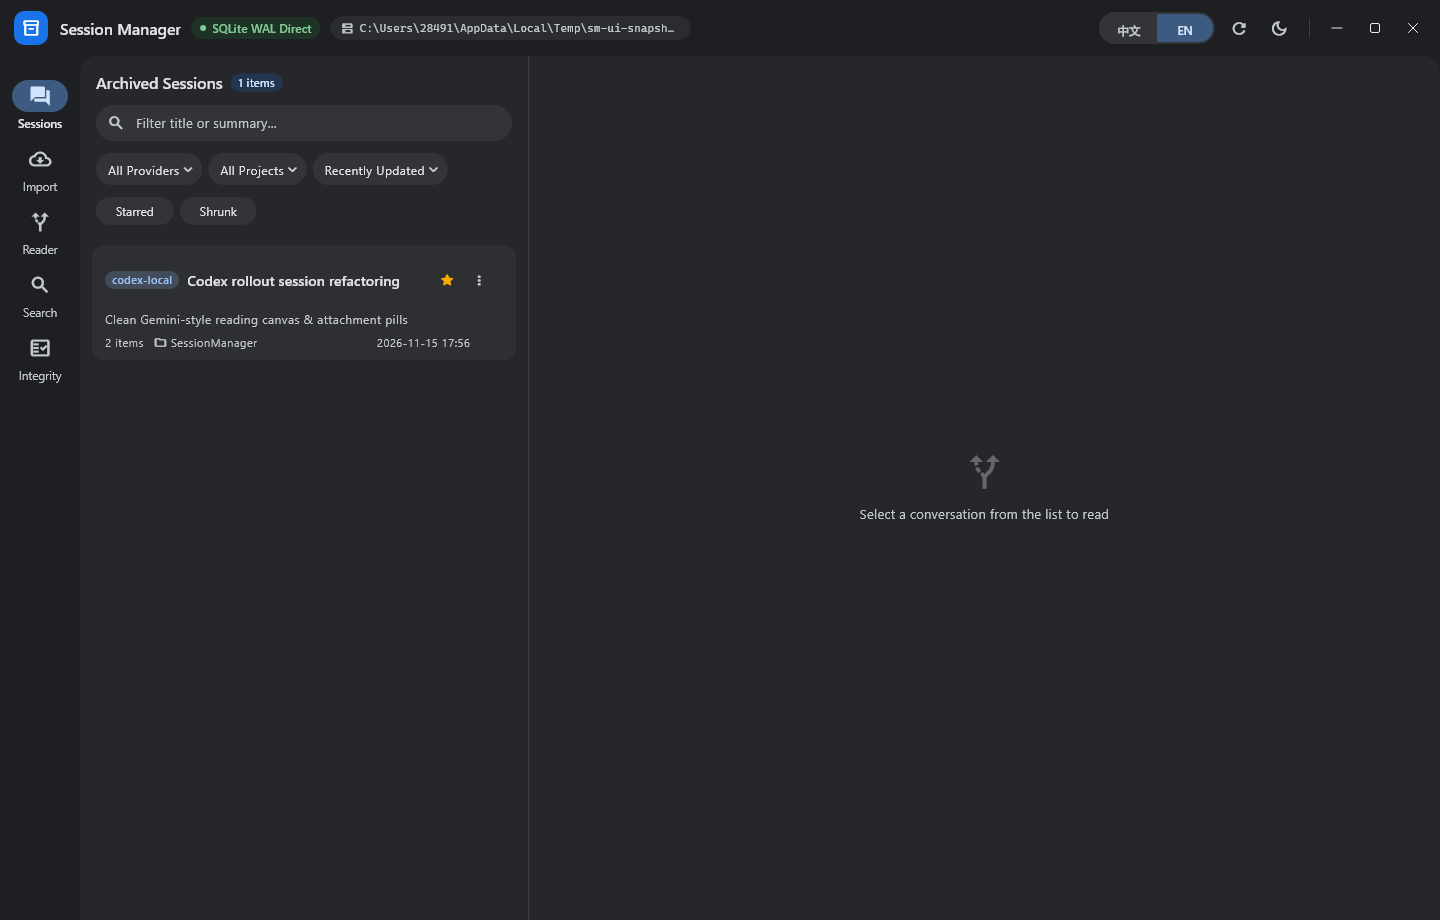 Session Manager
SQLite WAL Direct
C:\Users\28491\AppData\Local\Temp\sm-ui-snapsh…
中文
EN
Sessions
Import
Reader
Search
Integrity
Archived Sessions
1 items
Filter title or summary...
All Providers
All Projects
Recently Updated
Starred
Shrunk
codex-local
Codex rollout session refactoring
Clean Gemini-style reading canvas & attachment pills
2 items
SessionManager
2026-11-15 17:56
Select a conversation from the list to read